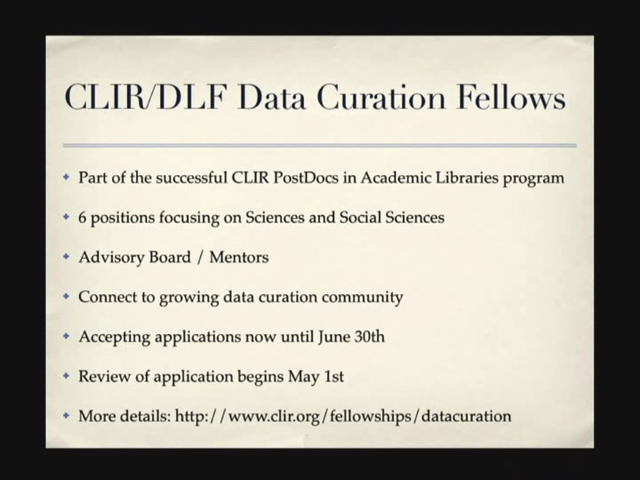 CLIR/DLF Data Curation Fellows
Part of the successful CLIR PostDocs in Academic Libraries program
6 positions focusing on Sciences and Social Sciences
Advisory Board / Mentors
Connect to growing data curation community
Accepting applications now until June 30th
Review of application begins May 1st
More details: http://www.clir.org/fellowships/datacuration